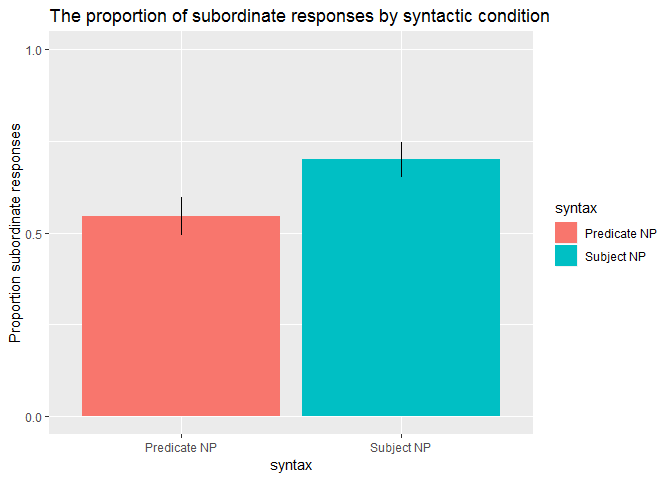 The proportion of subordinate responses by syntactic condition
Proportion subordinate responses
1.0
0.5
0.0
Predicate NP
Subject NP
syntax
syntax
Predicate NP
Subject NP